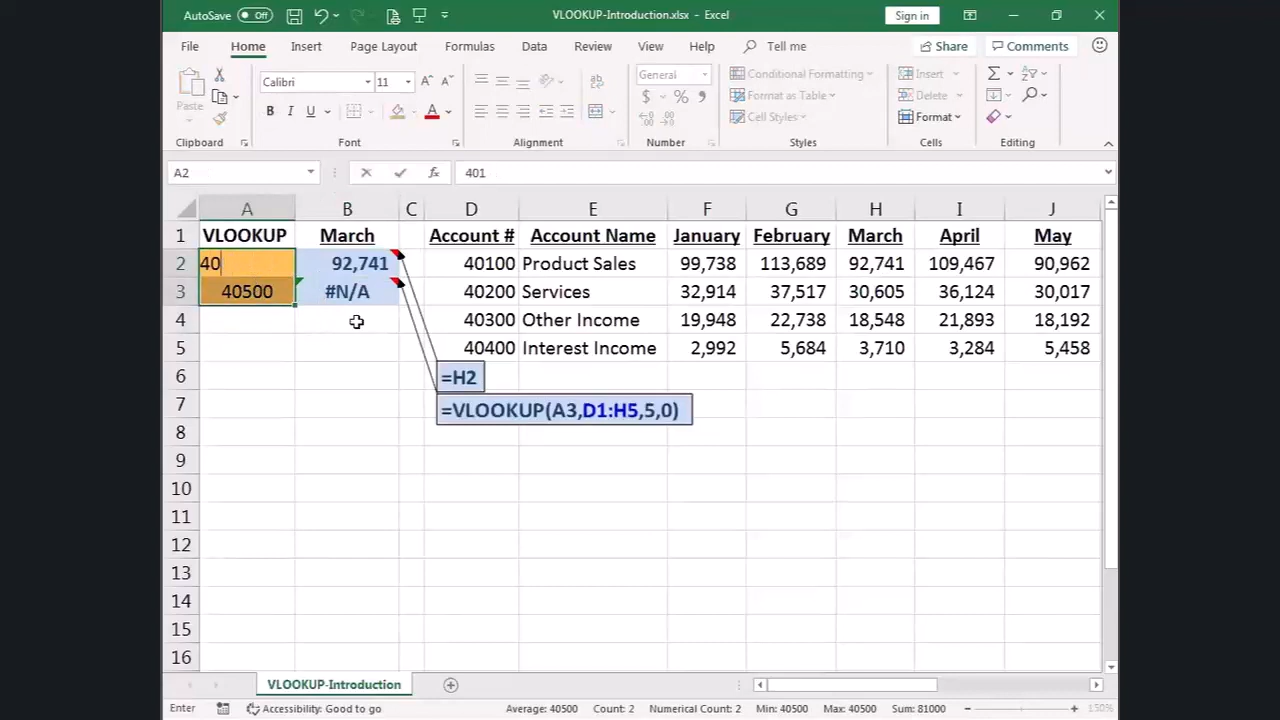 AutoSave Off VLOOKUP-Introduction.xlsx - Excel Sign in
File Home Insert Page Layout Formulas Data Review View Help Tell me Share Comments
Paste Calibri 11 A^ A˅ General Conditional Formatting Insert Σ
B I U A $ % , Format as Table Delete
Cell Styles Format
Clipboard Font Alignment Number Styles Cells Editing
A2 fx 401
A B C D E F G H I J
1 VLOOKUP March Account # Account Name January February March April May
2 40 92,741 40100 Product Sales 99,738 113,689 92,741 109,467 90,962
3 40500 #N/A 40200 Services 32,914 37,517 30,605 36,124 30,017
4 40300 Other Income 19,948 22,738 18,548 21,893 18,192
5 40400 Interest Income 2,992 5,684 3,710 3,284 5,458
6 =H2
7 =VLOOKUP(A3,D1:H5,5,0)
8
9
10
11
12
13
14
15
16
VLOOKUP-Introduction
Enter Accessibility: Good to go Average: 40500 Count: 2 Numerical Count: 2 Min: 40500 Max: 40500 Sum: 81000 150%